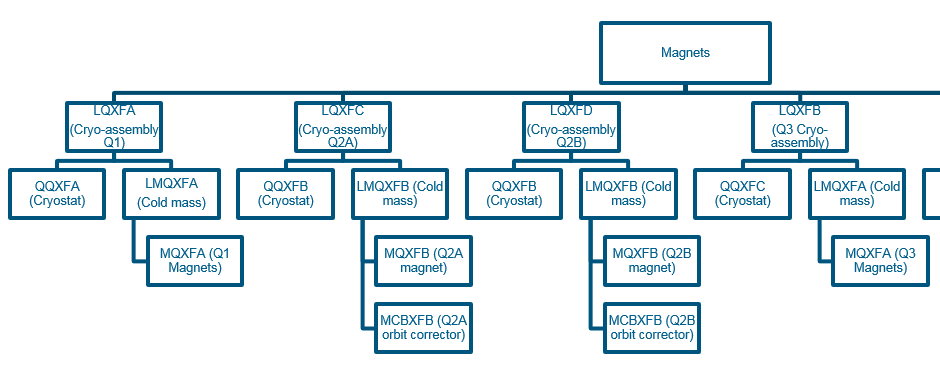 Magnets
LQXFA
(Cryo-assembly
Q1)
LQXFC
(Cryo-assembly
Q2A)
LQXFD
(Cryo-assembly
Q2B)
LQXFB
(Q3 Cryo-
assembly)
QQXFA
(Cryostat)
LMQXFA
(Cold mass)
QQXFB
(Cryostat)
LMQXFB (Cold
mass)
QQXFB
(Cryostat)
LMQXFB (Cold
mass)
QQXFC
(Cryostat)
LMQXFA (Cold
mass)
MQXFA (Q1
Magnets)
MQXFB (Q2A
magnet)
MQXFB (Q2B
magnet)
MQXFA (Q3
Magnets)
MCBXFB (Q2A
orbit corrector)
MCBXFB (Q2B
orbit corrector)